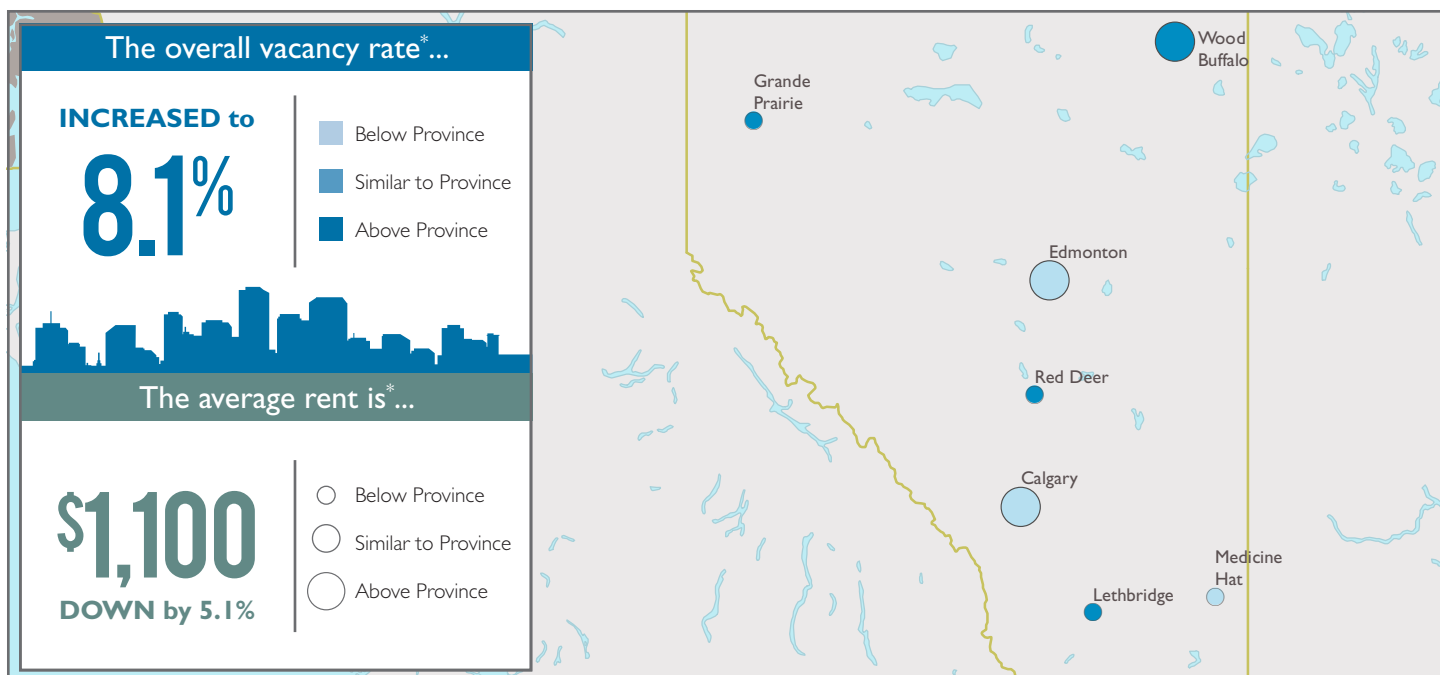 The overall vacancy rate*...
INCREASED to
8.1%
Below Province
Similar to Province
Above Province
The average rent is*...
$1,100
DOWN by 5.1%
Below Province
Similar to Province
Above Province
Wood
Buffalo
Grande
Prairie
Edmonton
Red Deer
Calgary
Medicine
Hat
Lethbridge